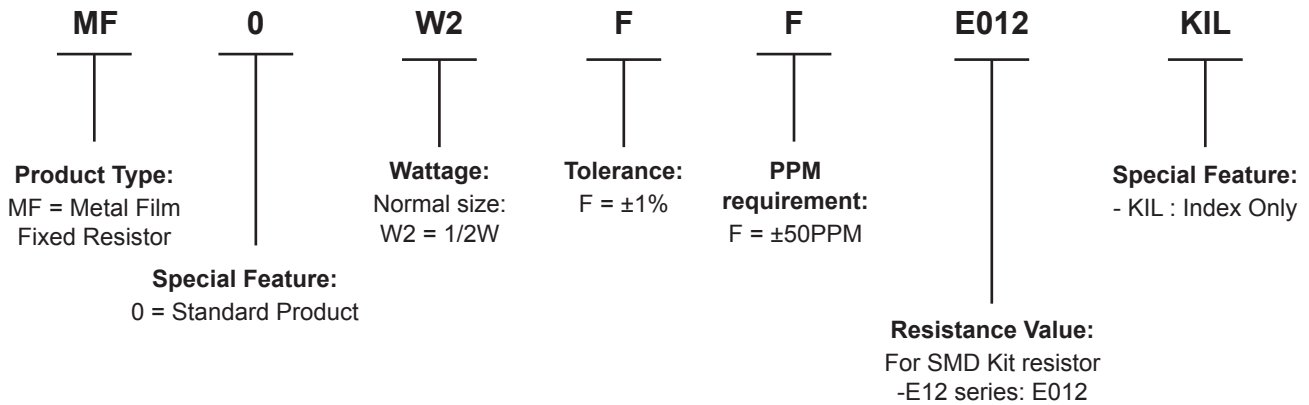 MF 0 W2 F F E012 KIL
Product Type:
MF = Metal Film
Fixed Resistor
Special Feature:
0 = Standard Product
Wattage:
Normal size:
W2 = 1/2W
Tolerance:
F = ±1%
PPM
requirement:
F = ±50PPM
Resistance Value:
For SMD Kit resistor
-E12 series: E012
Special Feature:
- KIL : Index Only